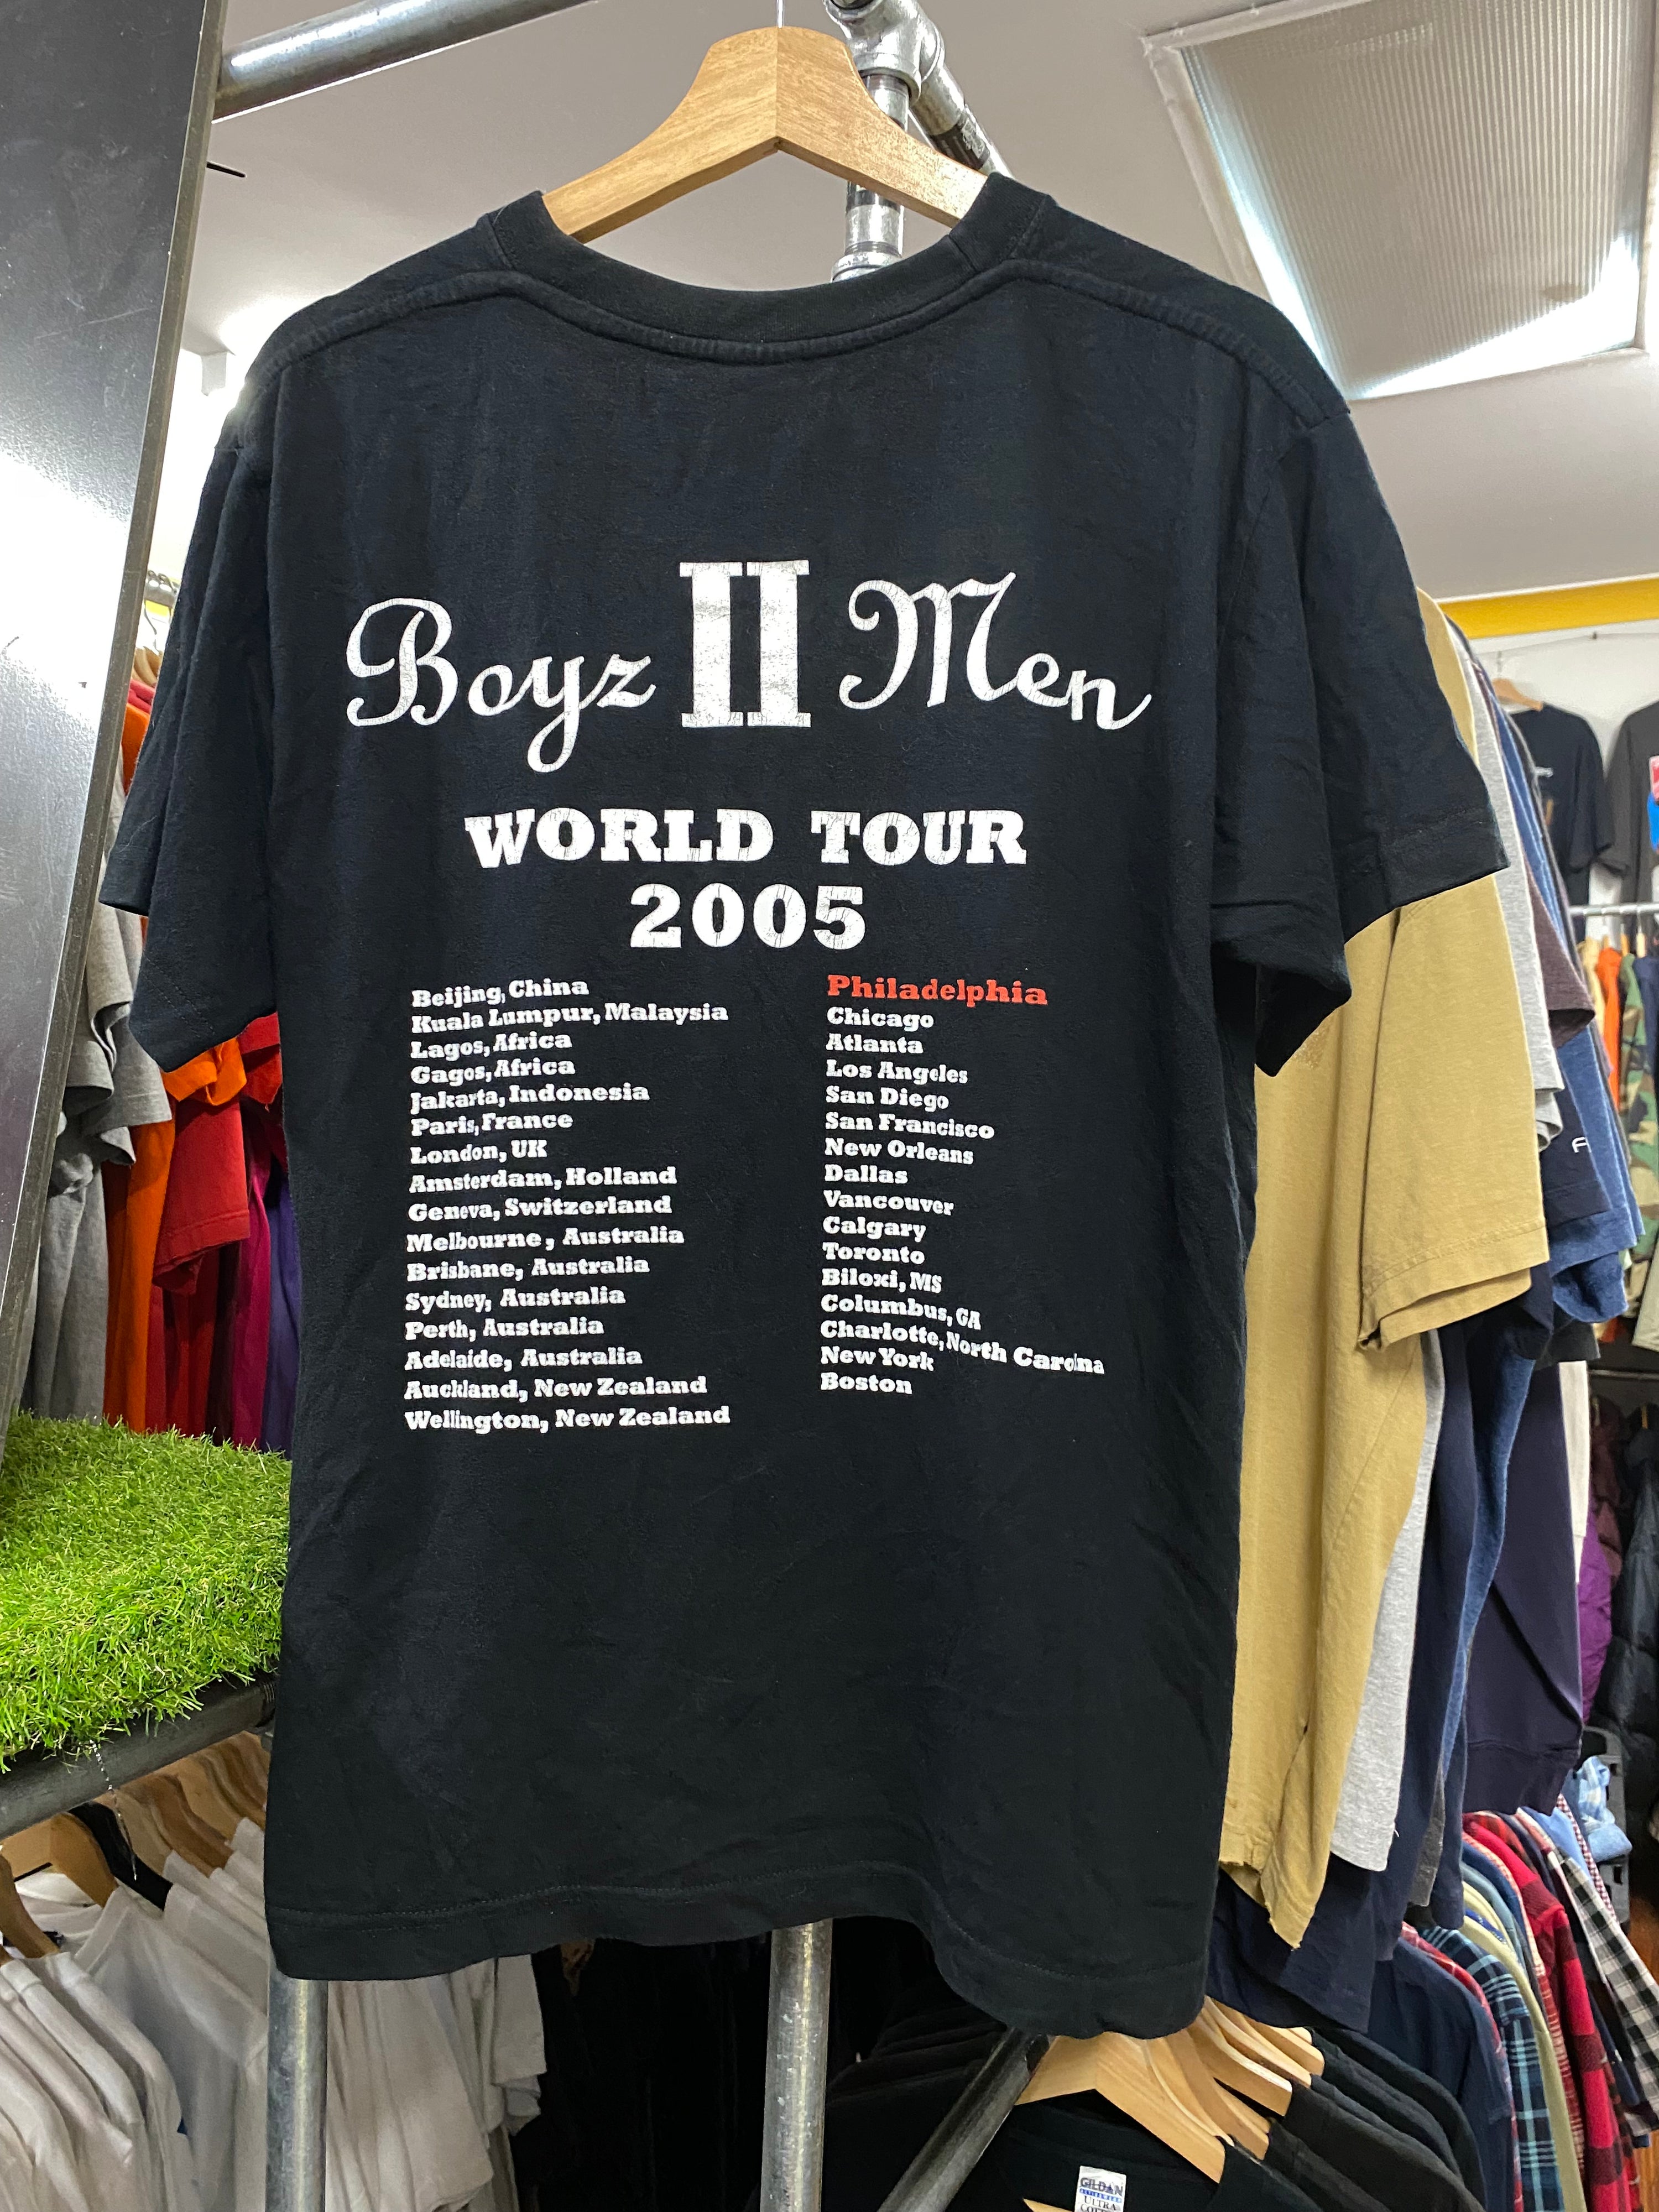 Boyz II Men
WORLD TOUR
2005
Beijing, China
Kuala Lumpur, Malaysia
Lagos, Africa
Gagos, Africa
Jakarta, Indonesia
Paris, France
London, UK
Amsterdam, Holland
Geneva, Switzerland
Melbourne, Australia
Brisbane, Australia
Sydney, Australia
Perth, Australia
Adelaide, Australia
Auckland, New Zealand
Wellington, New Zealand
Philadelphia
Chicago
Atlanta
Los Angeles
San Diego
San Francisco
New Orleans
Dallas
Vancouver
Calgary
Toronto
Biloxi, MS
Columbus, GA
Charlotte, North Carolina
New York
Boston
GILDAN
ULTRA